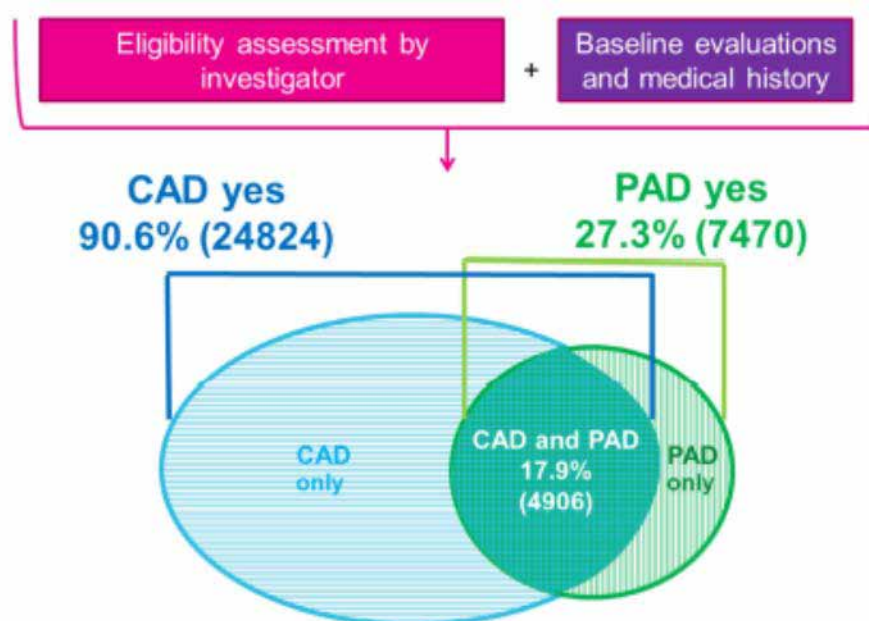 Eligibility assessment by
investigator
+
Baseline evaluations
and medical history
CAD yes
90.6% (24824)
PAD yes
27.3% (7470)
CAD
only
CAD and PAD
17.9%
(4906)
PAD
only